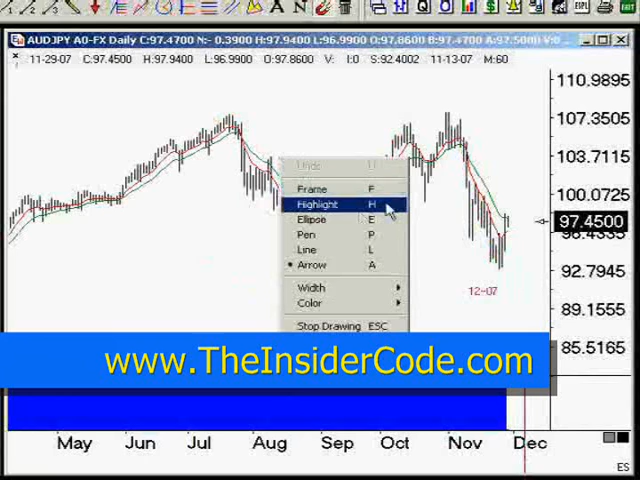 AUDJPY A0-FX Daily C=97.4700 N:- 0.3900 H=97.9400 L=96.9900 O=97.8600 B=97.4700 A=97.5000 V=0
11-29-07 C=97.4500 H=97.9400 L=96.9900 O=97.8600 V: I:0 S:92.4002 11-13-07 M:60
110.9895
107.3505
103.7115
100.0725
97.4500
96.4335
92.7945
89.1555
85.5165
Undo U
Frame F
Highlight H
Ellipse E
Pen P
Line L
Arrow A
Width
Color
Stop Drawing ESC
12-07
www.TheInsiderCode.com
May Jun Jul Aug Sep Oct Nov Dec
ES